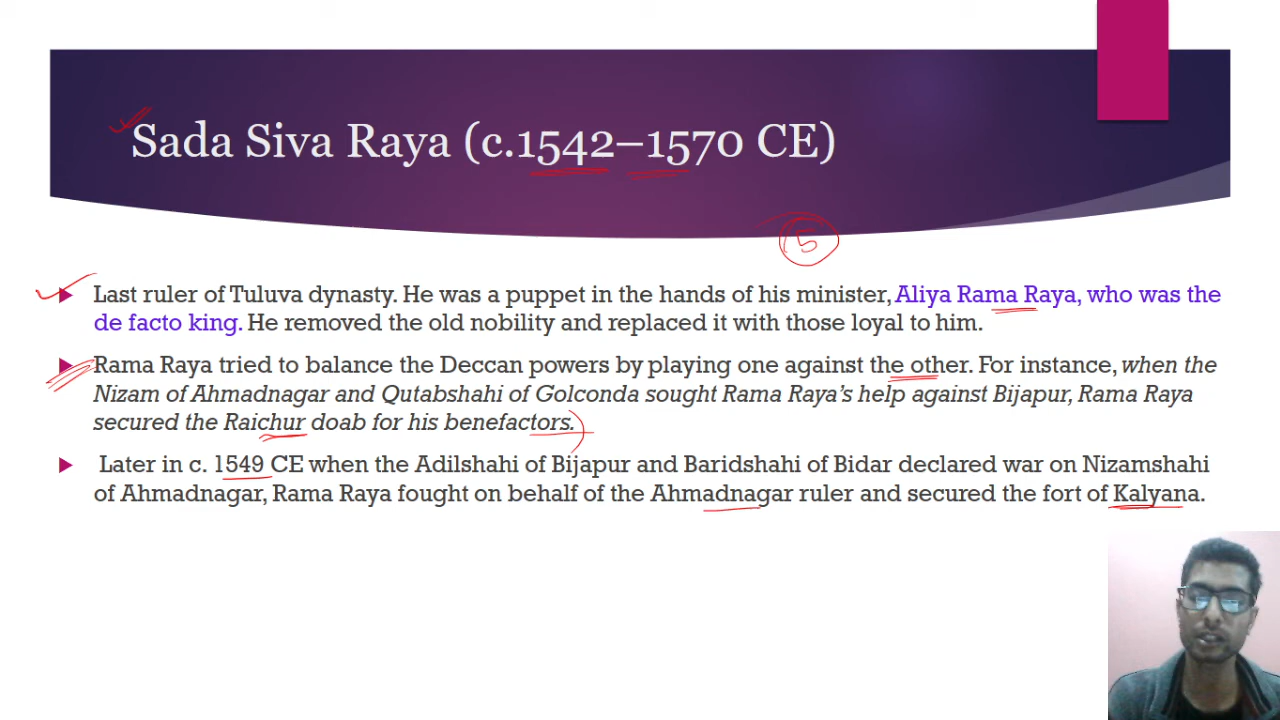 Sada Siva Raya (c.1542–1570 CE)
5
Last ruler of Tuluva dynasty. He was a puppet in the hands of his minister, Aliya Rama Raya, who was the
de facto king. He removed the old nobility and replaced it with those loyal to him.
Rama Raya tried to balance the Deccan powers by playing one against the other. For instance, when the
Nizam of Ahmadnagar and Qutabshahi of Golconda sought Rama Raya's help against Bijapur, Rama Raya
secured the Raichur doab for his benefactors.
Later in c. 1549 CE when the Adilshahi of Bijapur and Baridshahi of Bidar declared war on Nizamshahi
of Ahmadnagar, Rama Raya fought on behalf of the Ahmadnagar ruler and secured the fort of Kalyana.